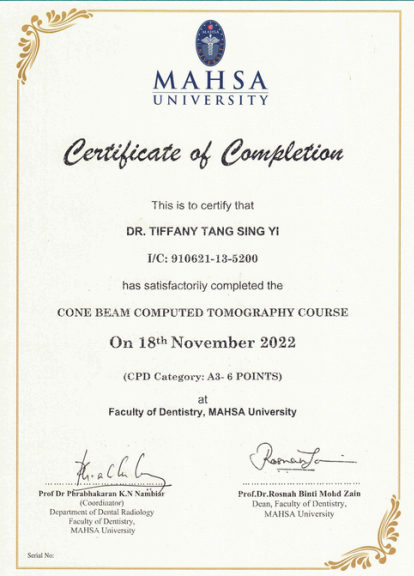 MAHSA
MAHSA
UNIVERSITY
Certificate of Completion
This is to certify that
DR. TIFFANY TANG SING YI
I/C: 910621-13-5200
has satisfactorily completed the
CONE BEAM COMPUTED TOMOGRAPHY COURSE
On 18th November 2022
(CPD Category: A3- 6 POINTS)
at
Faculty of Dentistry, MAHSA University
Prof Dr Phrabhakaran K.N Nambiar
(Coordinator)
Department of Dental Radiology
Faculty of Dentistry,
MAHSA University
Prof.Dr.Rosnah Binti Mohd Zain
Dean, Faculty of Dentistry,
MAHSA University
Serial No: